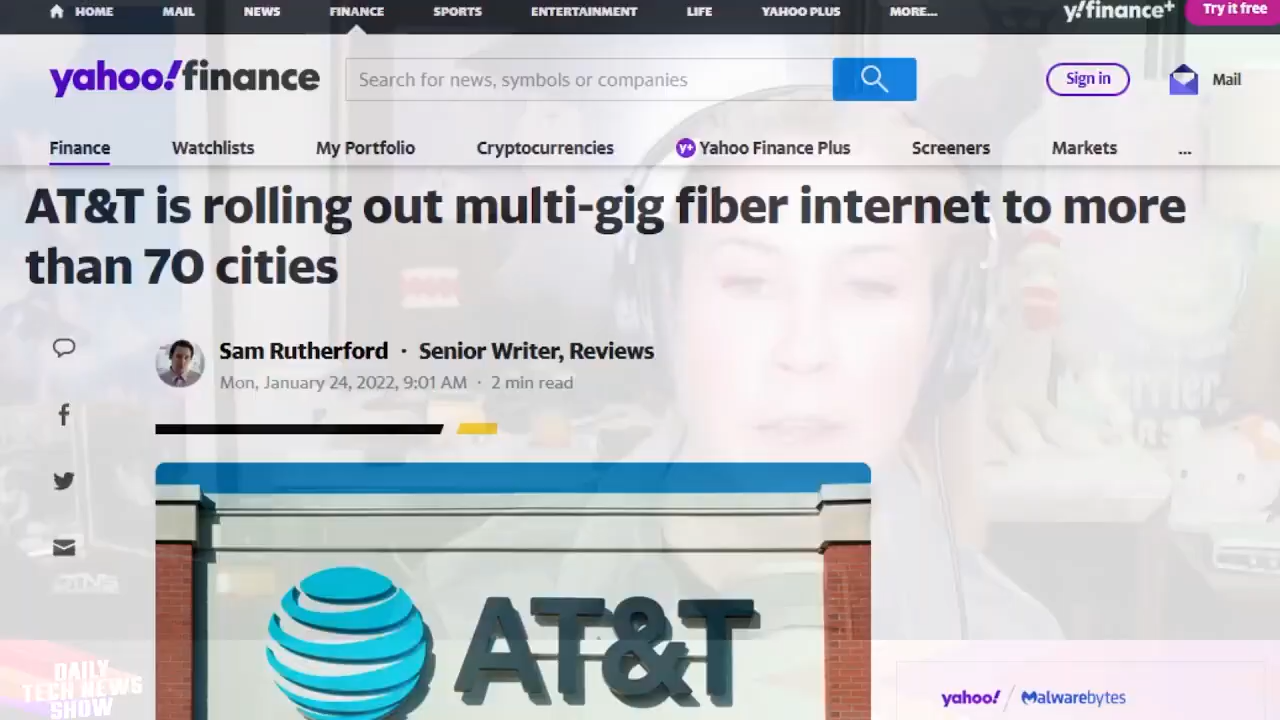 HOME MAIL NEWS FINANCE SPORTS ENTERTAINMENT LIFE YAHOO PLUS MORE... y!finance+ Try it free
yahoo!finance Search for news, symbols or companies Sign in Mail
Finance Watchlists My Portfolio Cryptocurrencies y+ Yahoo Finance Plus Screeners Markets ...
AT&T is rolling out multi-gig fiber internet to more
than 70 cities
Sam Rutherford · Senior Writer, Reviews
Mon, January 24, 2022, 9:01 AM · 2 min read
AT&T
DTNS
DAILY
TECH NEWS
SHOW
yahoo! / Malwarebytes